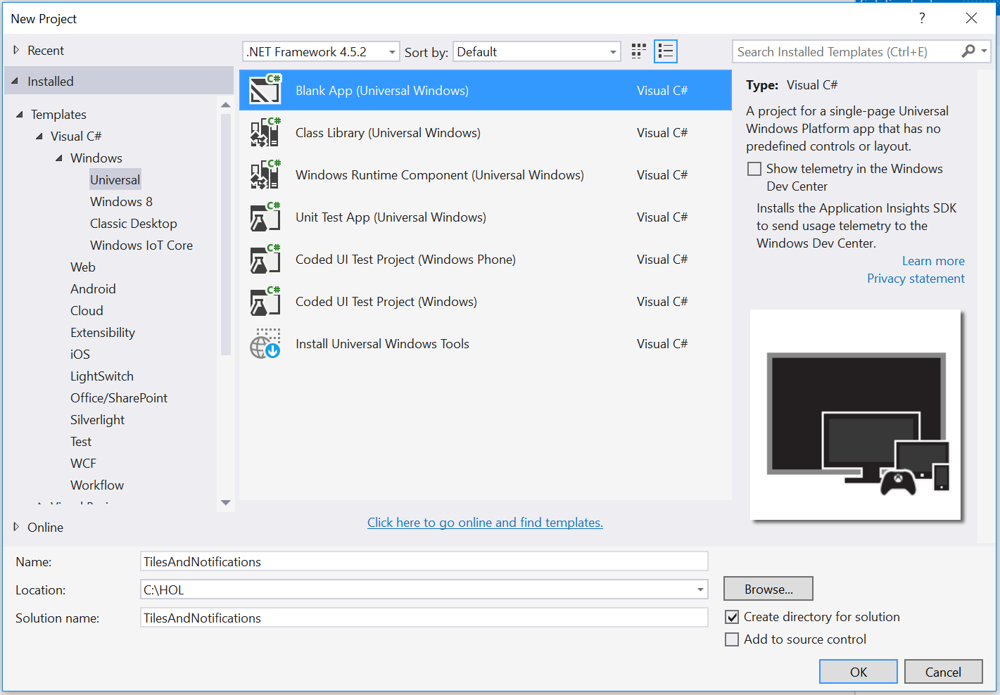 New Project
?
Recent
.NET Framework 4.5.2
Sort by:
Default
Search Installed Templates (Ctrl+E)
Installed
Templates
Visual C#
Windows
Universal
Windows 8
Classic Desktop
Windows IoT Core
Web
Android
Cloud
Extensibility
iOS
LightSwitch
Office/SharePoint
Silverlight
Test
WCF
Workflow
Online
C#
Blank App (Universal Windows)
Visual C#
C#
Class Library (Universal Windows)
Visual C#
C#
Windows Runtime Component (Universal Windows)
Visual C#
C#
Unit Test App (Universal Windows)
Visual C#
C#
Coded UI Test Project (Windows Phone)
Visual C#
C#
Coded UI Test Project (Windows)
Visual C#
Install Universal Windows Tools
Visual C#
Click here to go online and find templates.
Type: Visual C#
A project for a single-page Universal
Windows Platform app that has no
predefined controls or layout.
Show telemetry in the Windows
Dev Center
Installs the Application Insights SDK
to send usage telemetry to the
Windows Dev Center.
Learn more
Privacy statement
Name:
TilesAndNotifications
Location:
C:\HOL
Browse...
Solution name:
TilesAndNotifications
Create directory for solution
Add to source control
OK
Cancel